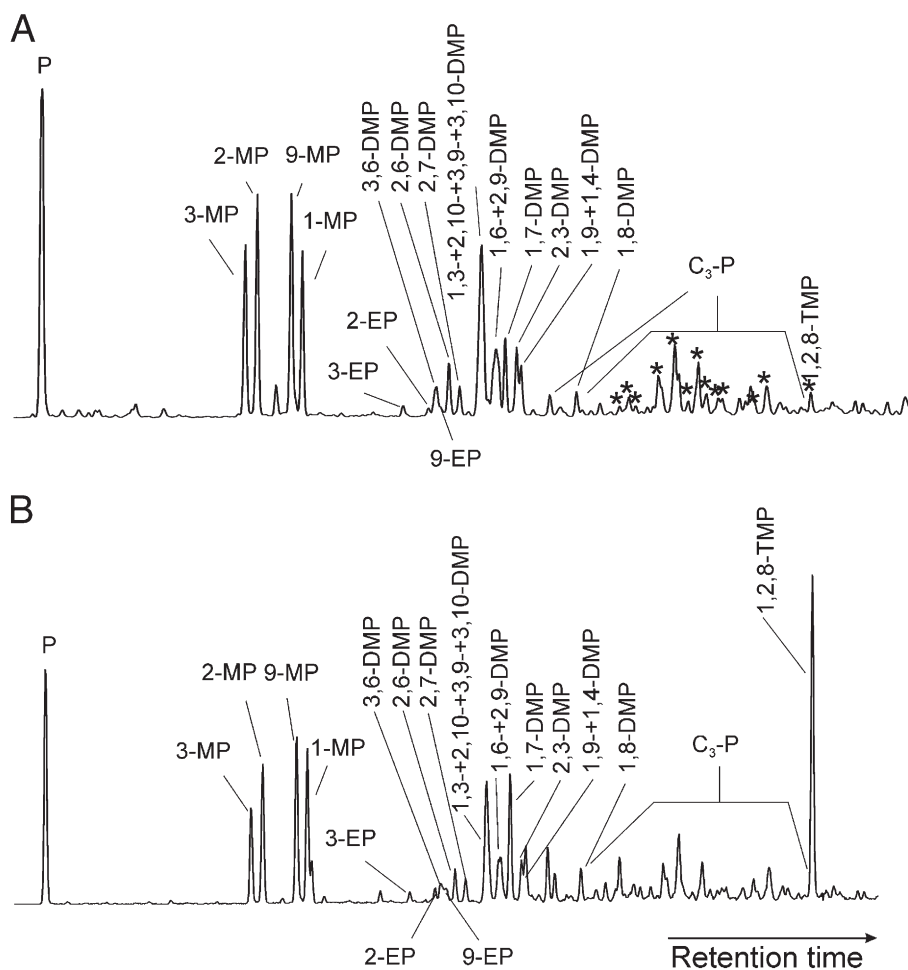 A
P
3-MP
2-MP
9-MP
1-MP
3-EP
2-EP
9-EP
3,6-DMP
2,6-DMP
2,7-DMP
1,3-+2,10-+3,9-+3,10-DMP
1,6-+2,9-DMP
1,7-DMP
2,3-DMP
1,9-+1,4-DMP
1,8-DMP
C3-P
* * * * * * * * * * * * * *
1,2,8-TMP
B
P
3-MP
2-MP
9-MP
1-MP
3-EP
2-EP
9-EP
3,6-DMP
2,6-DMP
2,7-DMP
1,3-+2,10-+3,9-+3,10-DMP
1,6-+2,9-DMP
1,7-DMP
2,3-DMP
1,9-+1,4-DMP
1,8-DMP
C3-P
1,2,8-TMP
Retention time